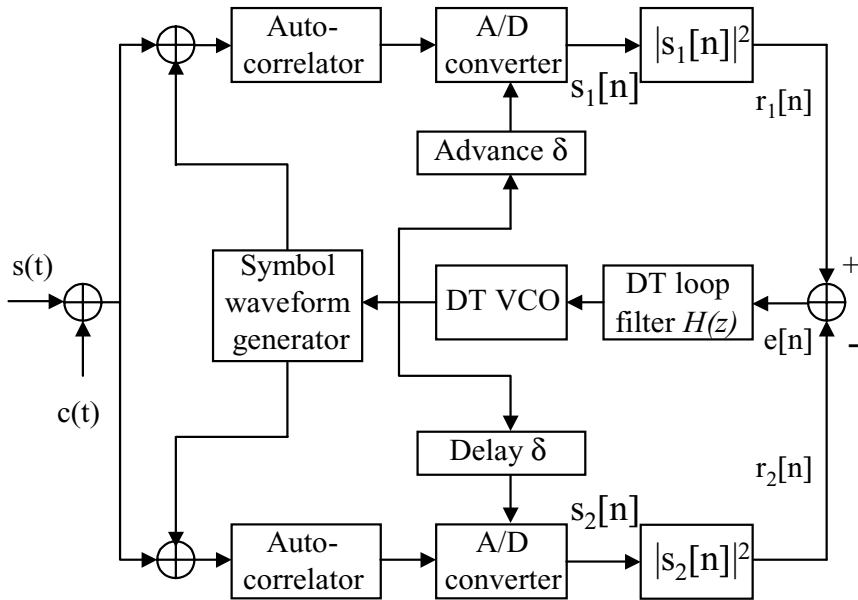 Auto-
correlator
A/D
converter
|s₁[n]|²
s₁[n]
r₁[n]
Advance δ
s(t)
Symbol
waveform
generator
DT VCO
DT loop
filter H(z)
+
e[n]
-
c(t)
Delay δ
r₂[n]
s₂[n]
Auto-
correlator
A/D
converter
|s₂[n]|²